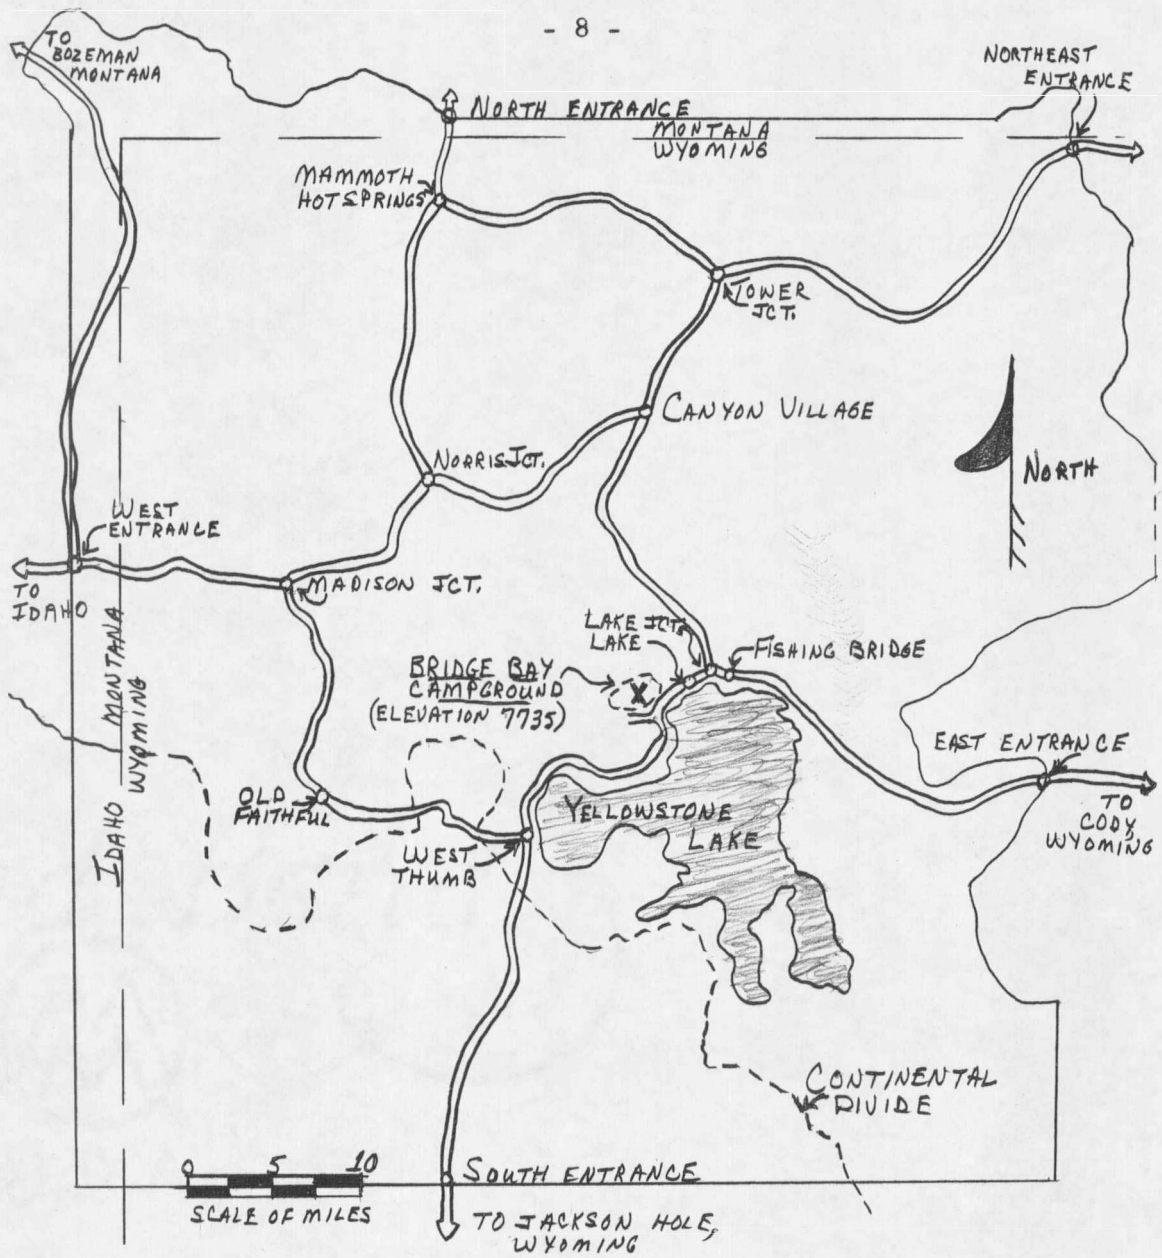 - 8 -
TO
BOZEMAN
MONTANA
NORTHEAST
ENTRANCE
NORTH ENTRANCE
MONTANA
WYOMING
MAMMOTH
HOT SPRINGS
TOWER
JCT.
CANYON VILLAGE
NORRIS JCT.
NORTH
WEST
ENTRANCE
TO
IDAHO
MADISON JCT.
LAKE JCT.
LAKE
FISHING BRIDGE
BRIDGE BAY
CAMPGROUND
(ELEVATION 7735)
X
IDAHO MONTANA
WYOMING
EAST ENTRANCE
TO
CODY
WYOMING
OLD
FAITHFUL
YELLOWSTONE
LAKE
WEST
THUMB
CONTINENTAL
DIVIDE
0 5 10
SCALE OF MILES
SOUTH ENTRANCE
TO JACKSON HOLE,
WYOMING